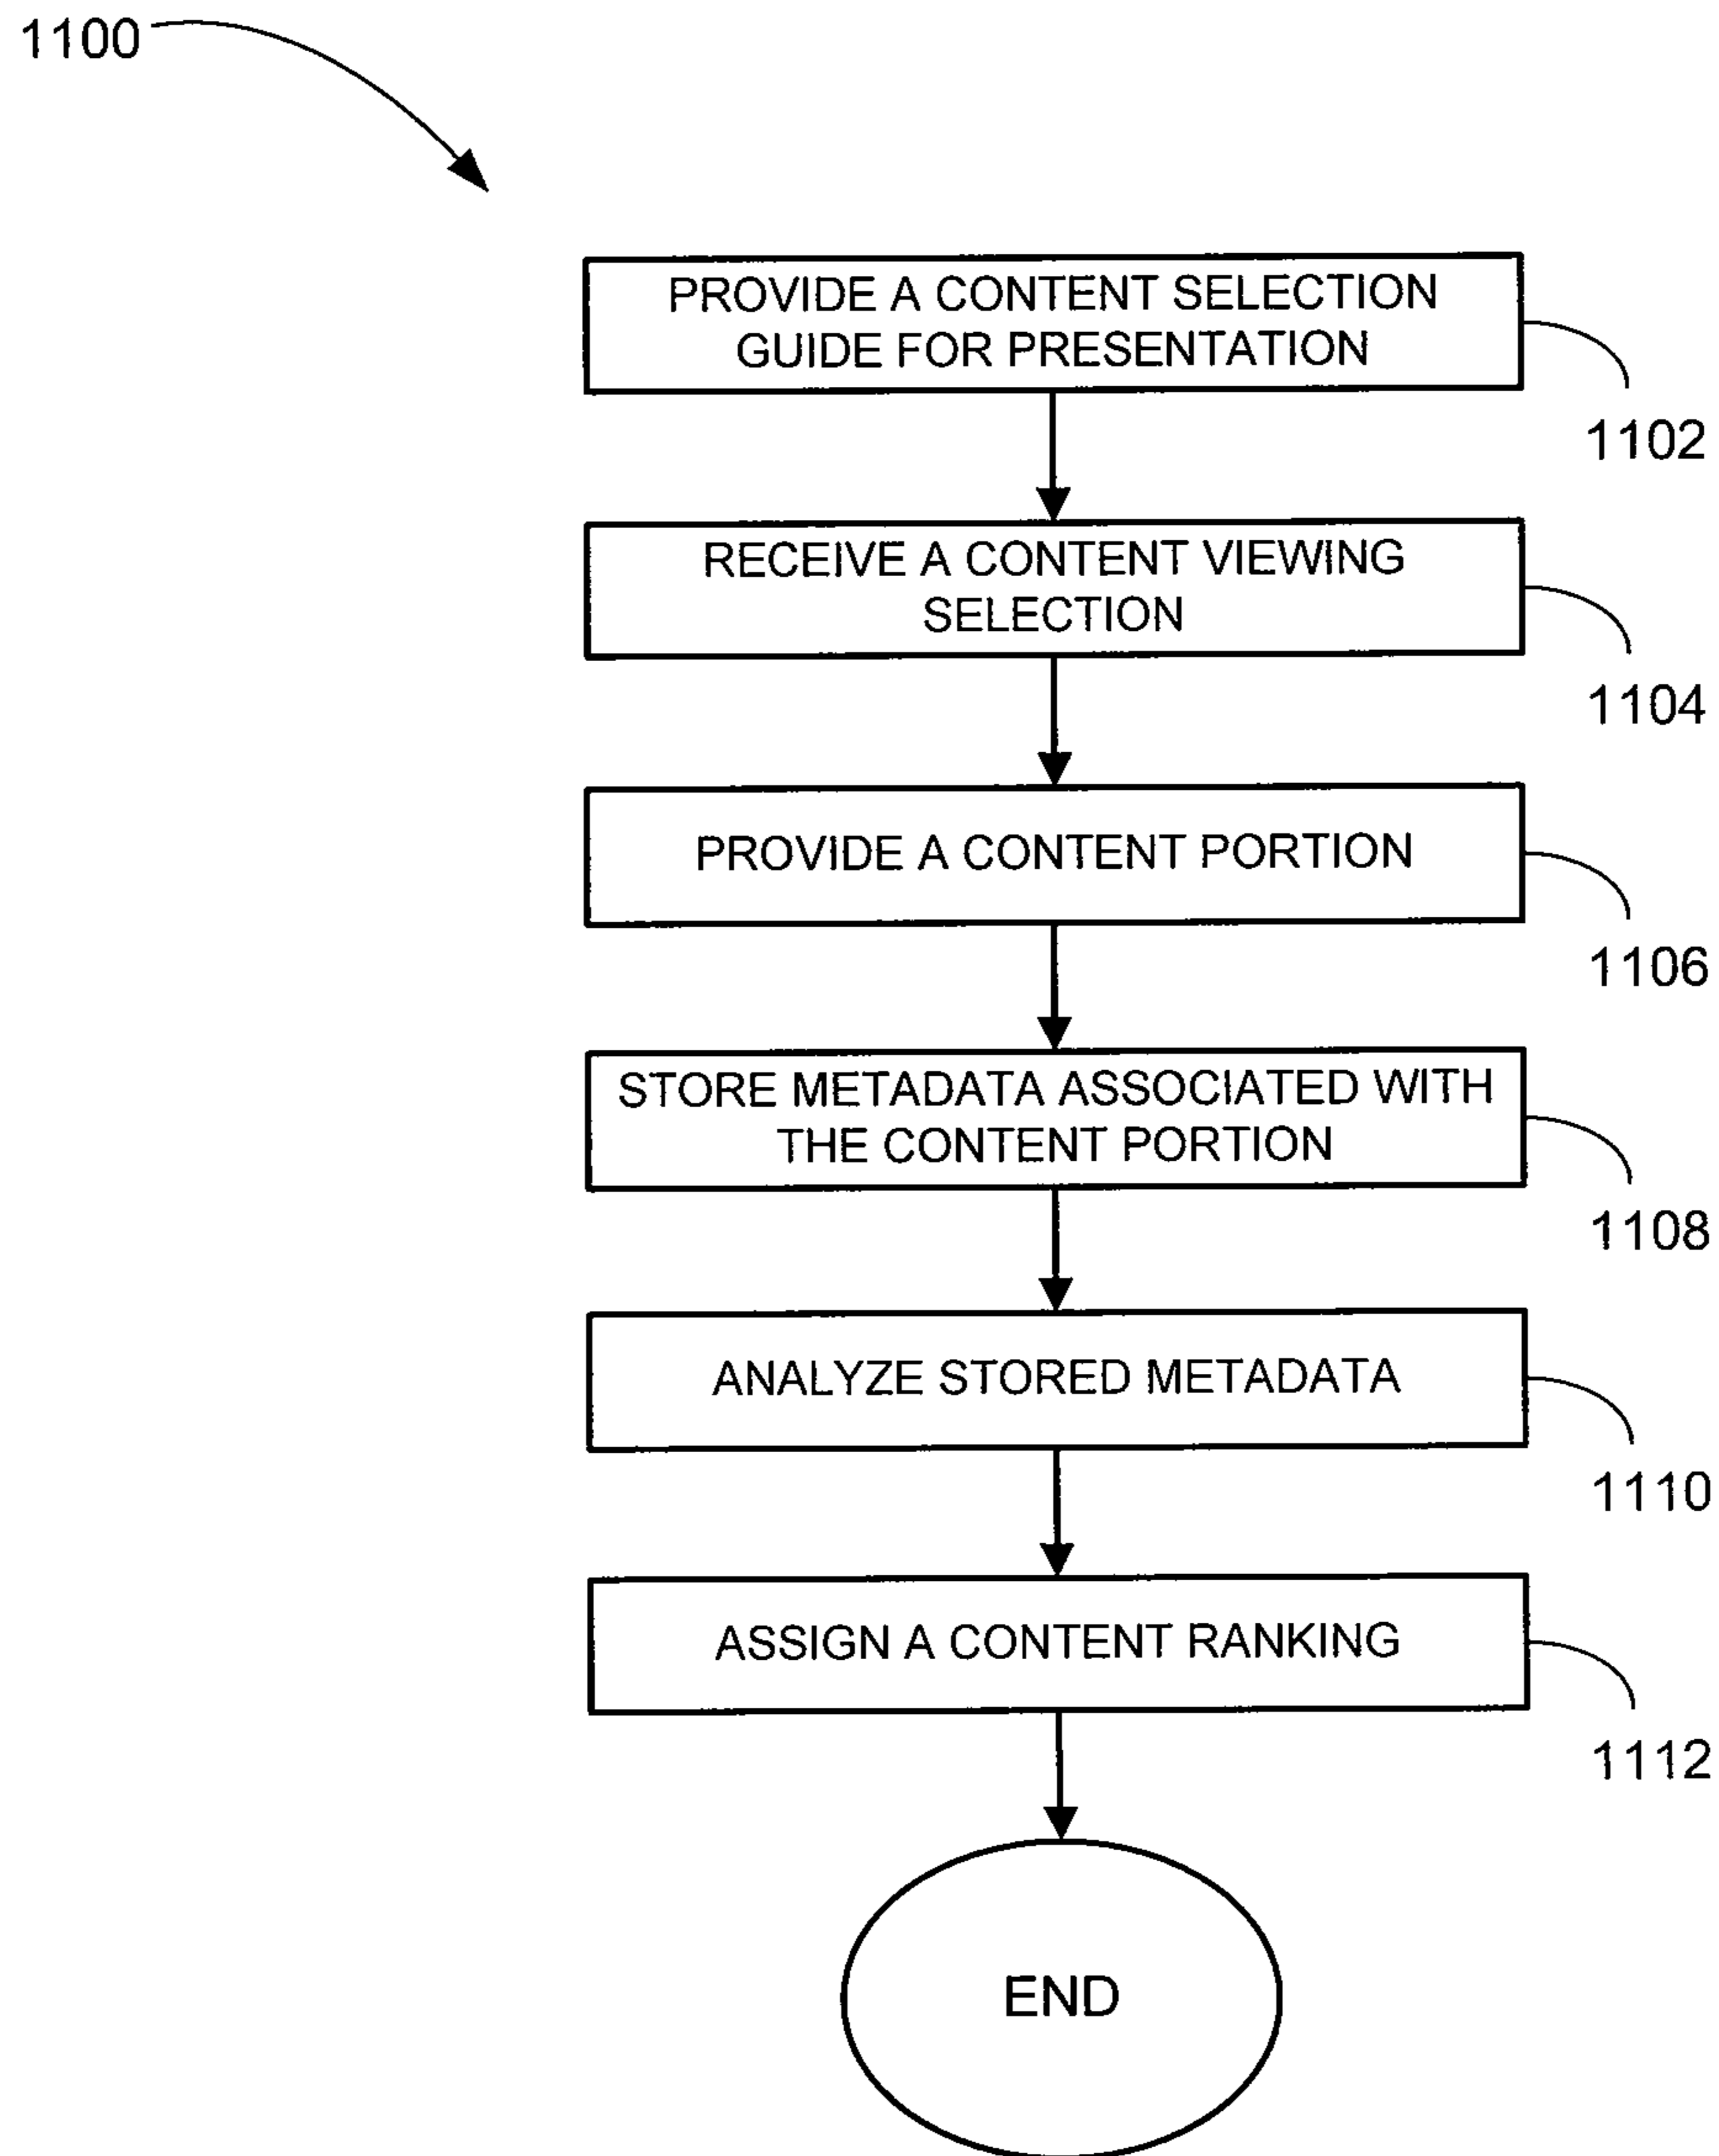 1100
PROVIDE A CONTENT SELECTION
GUIDE FOR PRESENTATION
1102
RECEIVE A CONTENT VIEWING
SELECTION
1104
PROVIDE A CONTENT PORTION
1106
STORE METADATA ASSOCIATED WITH
THE CONTENT PORTION
1108
ANALYZE STORED METADATA
1110
ASSIGN A CONTENT RANKING
1112
END